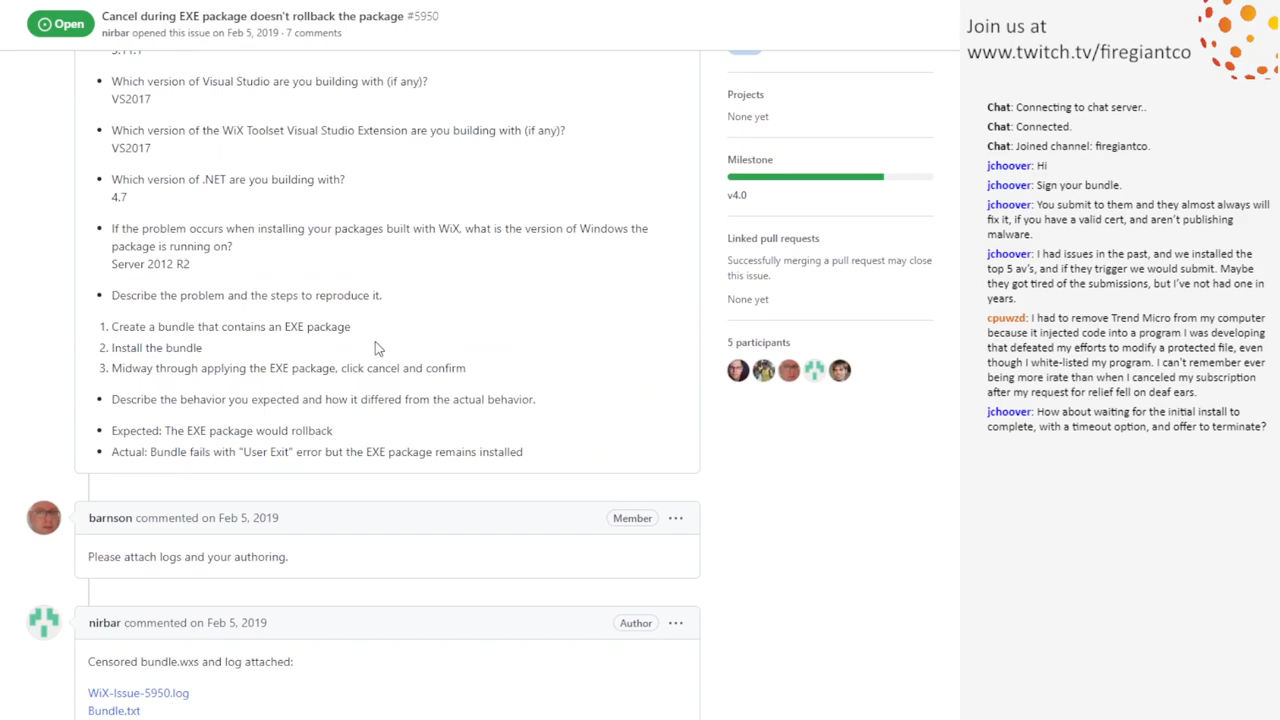 Open
Cancel during EXE package doesn't rollback the package #5950
nirbar opened this issue on Feb 5, 2019 · 7 comments
• Which version of Visual Studio are you building with (if any)?
VS2017
• Which version of the WiX Toolset Visual Studio Extension are you building with (if any)?
VS2017
• Which version of .NET are you building with?
4.7
• If the problem occurs when installing your packages built with WiX, what is the version of Windows the
package is running on?
Server 2012 R2
• Describe the problem and the steps to reproduce it.
1. Create a bundle that contains an EXE package
2. Install the bundle
3. Midway through applying the EXE package, click cancel and confirm
• Describe the behavior you expected and how it differed from the actual behavior.
• Expected: The EXE package would rollback
• Actual: Bundle fails with "User Exit" error but the EXE package remains installed
barnson commented on Feb 5, 2019
Member
Please attach logs and your authoring.
nirbar commented on Feb 5, 2019
Author
Censored bundle.wxs and log attached:
WiX-Issue-5950.log
Bundle.txt
Projects
None yet
Milestone
v4.0
Linked pull requests
Successfully merging a pull request may close
this issue.
None yet
5 participants
Join us at
www.twitch.tv/firegiantco
Chat: Connecting to chat server..
Chat: Connected.
Chat: Joined channel: firegiantco.
jchoover: Hi
jchoover: Sign your bundle.
jchoover: You submit to them and they almost always will
fix it, if you have a valid cert, and aren't publishing
malware.
jchoover: I had issues in the past, and we installed the
top 5 av's, and if they trigger we would submit. Maybe
they got tired of the submissions, but I've not had one in
years.
cpuwzd: I had to remove Trend Micro from my computer
because it injected code into a program I was developing
that defeated my efforts to modify a protected file, even
though I white-listed my program. I can't remember ever
being more irate than when I canceled my subscription
after my request for relief fell on deaf ears.
jchoover: How about waiting for the initial install to
complete, with a timeout option, and offer to terminate?